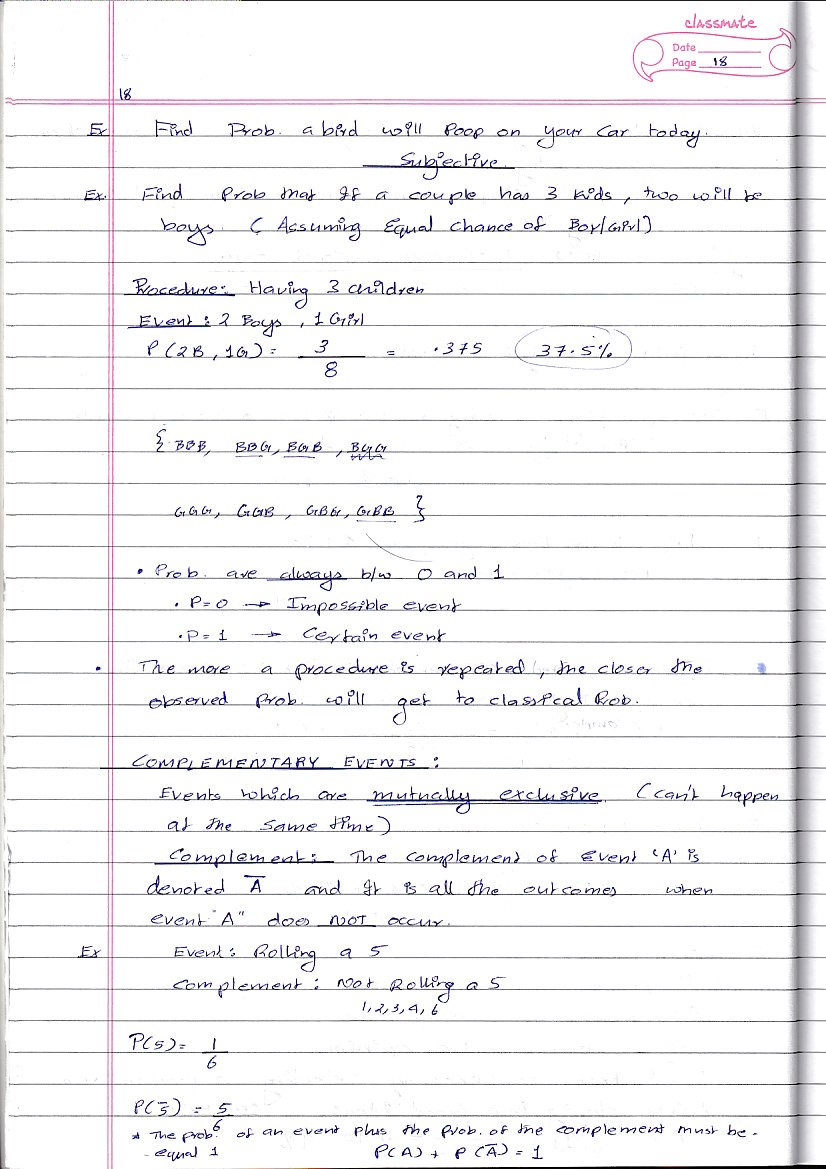 classmate
Date
Page 18
18
Ex Find Prob. a bird will Poop on your Car today.
Subjective
Ex. Find Prob that If a couple has 3 Kids, two will be
boys. ( Assuming Equal chance of Boy/Girl)
Procedure: Having 3 children
Event: 2 Boys, 1 Girl
P(2B, 1G) = 3/8 = .375 37.5%
{ BBB, BBG, BGB, BGG
GGG, GGB, GBG, GBB }
• Prob. are always b/w 0 and 1
• P=0 → Impossible event
• P=1 → Certain event
• The more a procedure is repeated, the closer the
observed Prob. will get to classical Prob.
COMPLEMENTARY EVENTS:
Events which are mutually exclusive. (can't happen
at the same time)
Complement: The complement of event 'A' is
denoted A̅ and It is all the outcomes when
event "A" does NOT occur.
Ex Event: Rolling a 5
Complement: Not Rolling a 5
1,2,3,4,6
P(5) = 1/6
P(5̅) = 5/6
* The prob. of an event plus the Prob. of the complement must be.
- equal 1 P(A) + P(A̅) = 1